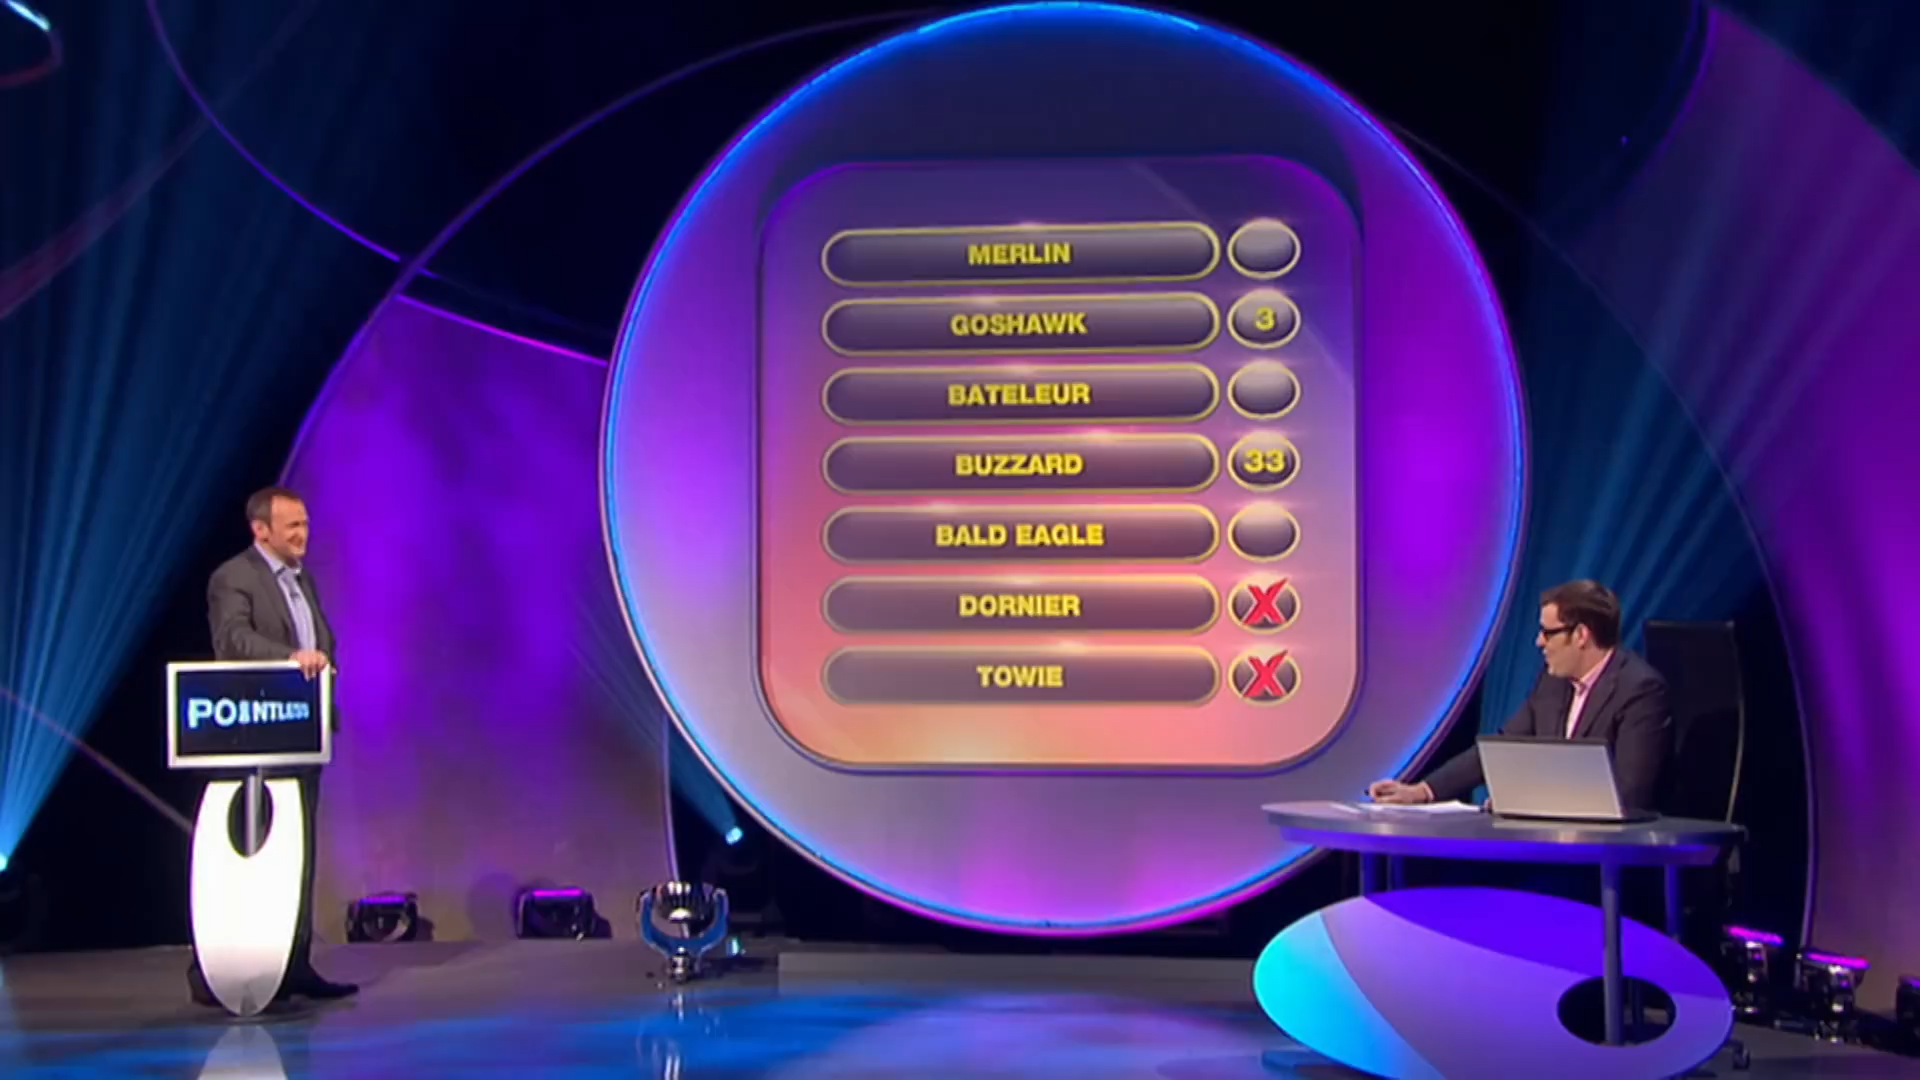 MERLIN
GOSHAWK 3
BATELEUR
BUZZARD 33
BALD EAGLE
DORNIER X
TOWIE X
POINTLESS